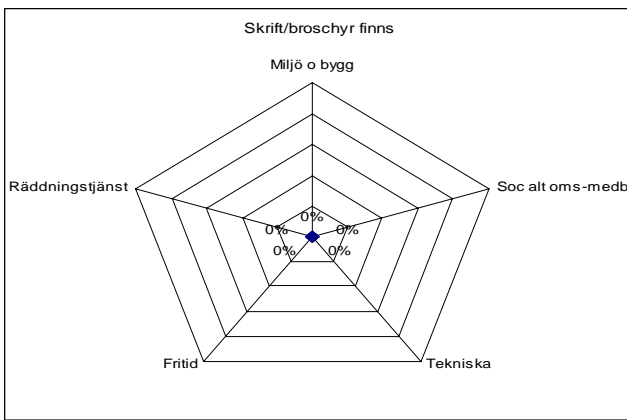 Skrift/broschyr finns
Miljö o bygg
Räddningstjänst
Soc alt oms-medb
0%
0%
0%
0%
0%
Fritid
Tekniska